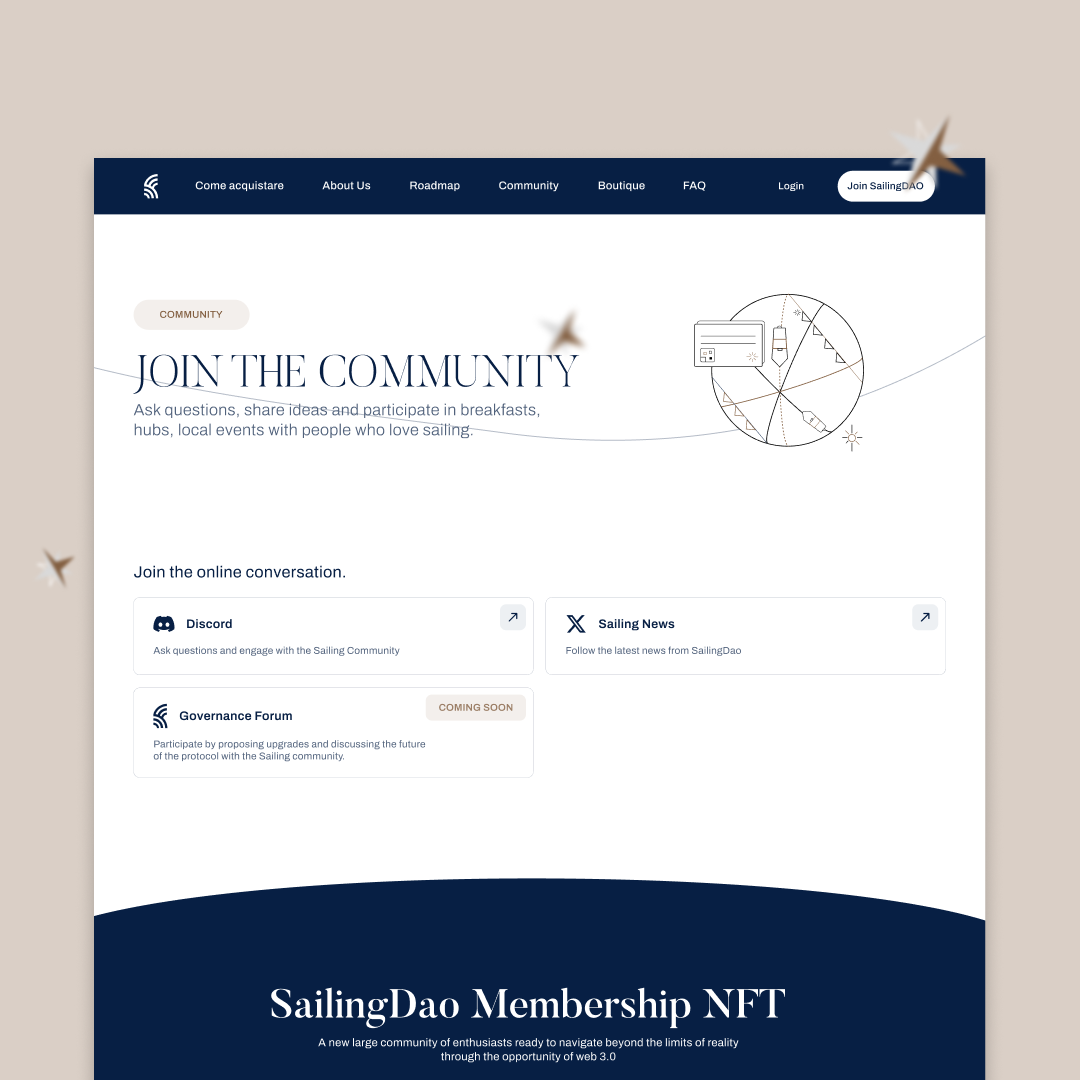 Come acquistare
About Us
Roadmap
Community
Boutique
FAQ
Login
Join SailingDAO
COMMUNITY
JOIN THE COMMUNITY
Ask questions, share ideas and participate in breakfasts,
hubs, local events with people who love sailing.
Join the online conversation.
Discord
Ask questions and engage with the Sailing Community
Sailing News
Follow the latest news from SailingDao
Governance Forum
COMING SOON
Participate by proposing upgrades and discussing the future
of the protocol with the Sailing community.
SailingDao Membership NFT
A new large community of enthusiasts ready to navigate beyond the limits of reality
through the opportunity of web 3.0